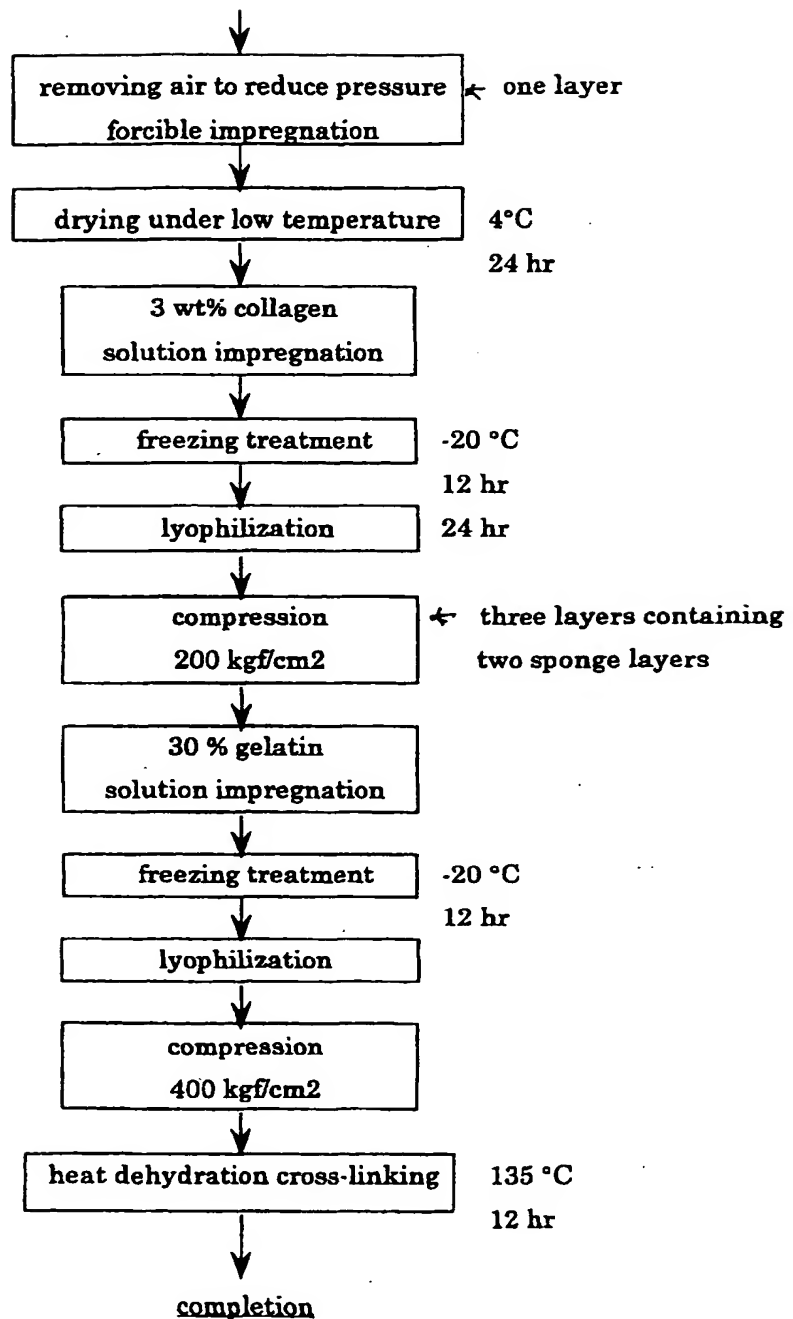 removing air to reduce pressure ← one layer
forcible impregnation
drying under low temperature 4°C
24 hr
3 wt% collagen
solution impregnation
freezing treatment -20 °C
12 hr
lyophilization 24 hr
compression ← three layers containing
200 kgf/cm2 two sponge layers
30 % gelatin
solution impregnation
freezing treatment -20 °C
12 hr
lyophilization
compression
400 kgf/cm2
heat dehydration cross-linking 135 °C
12 hr
completion